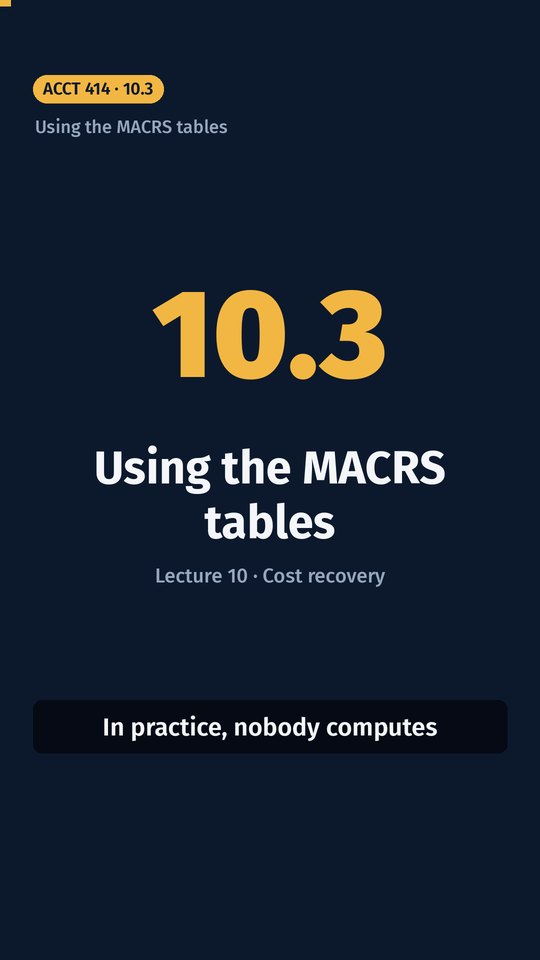 ACCT 414 · 10.3
Using the MACRS tables
10.3
Using the MACRS
tables
Lecture 10 · Cost recovery
In practice, nobody computes